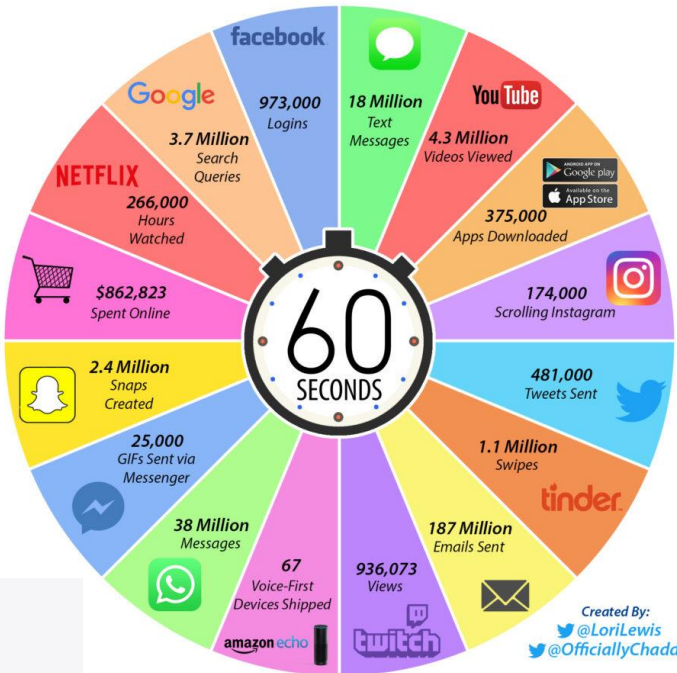 facebook
973,000
Logins
18 Million
Text
Messages
YouTube
4.3 Million
Videos Viewed
ANDROID APP ON
Google play
Available on the
App Store
375,000
Apps Downloaded
174,000
Scrolling Instagram
481,000
Tweets Sent
1.1 Million
Swipes
tinder
187 Million
Emails Sent
936,073
Views
twitch
67
Voice-First
Devices Shipped
amazon echo
38 Million
Messages
25,000
GIFs Sent via
Messenger
2.4 Million
Snaps
Created
$862,823
Spent Online
NETFLIX
266,000
Hours
Watched
Google
3.7 Million
Search
Queries
60
SECONDS
Created By:
@LoriLewis
@OfficiallyChadd